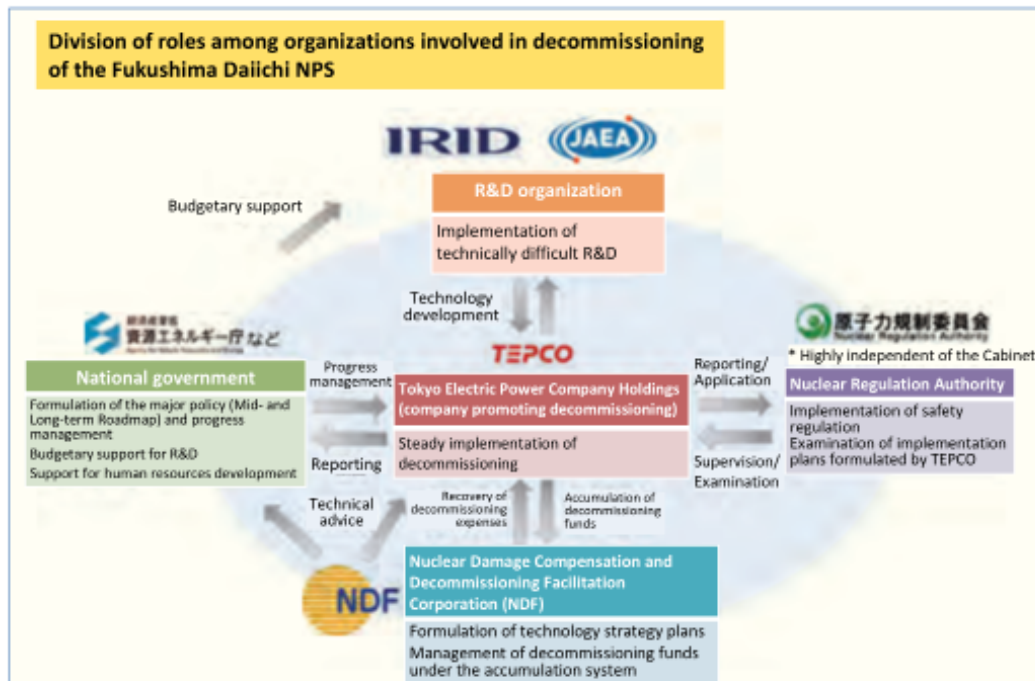 Division of roles among organizations involved in decommissioning
of the Fukushima Daiichi NPS
IRID
JAEA
R&D organization
Budgetary support
Implementation of
technically difficult R&D
Technology
development
資源エネルギー庁 など
TEPCO
原子力規制委員会
Nuclear Regulation Authority
* Highly independent of the Cabinet
National government
Progress
management
Tokyo Electric Power Company Holdings
(company promoting decommissioning)
Reporting/
Application
Nuclear Regulation Authority
Formulation of the major policy (Mid- and
Long-term Roadmap) and progress
management
Budgetary support for R&D
Support for human resources development
Reporting
Steady implementation of
decommissioning
Supervision/
Examination
Implementation of safety
regulation
Examination of implementation
plans formulated by TEPCO
Technical
advice
Recovery of
decommissioning
expenses
Accumulation of
decommissioning
funds
NDF
Nuclear Damage Compensation and
Decommissioning Facilitation
Corporation (NDF)
Formulation of technology strategy plans
Management of decommissioning funds
under the accumulation system